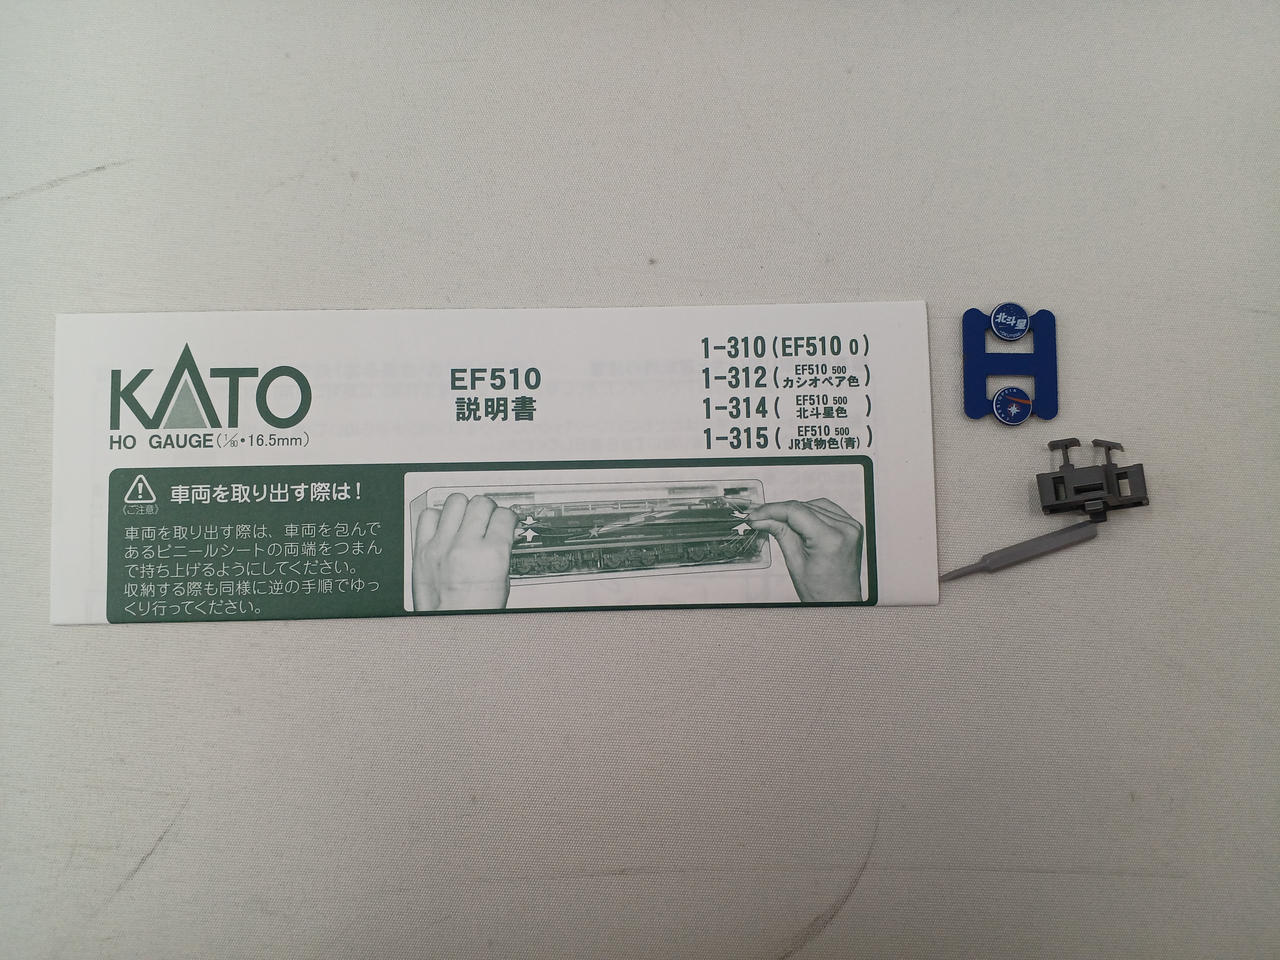 KATO
HO GAUGE(1/80・16.5mm)
EF510
説明書
1-310(EF510 0)
1-312(EF510 500 カシオペア色)
1-314(EF510 500 北斗星色)
1-315(EF510 500 JR貨物色(青))
《ご注意》
車両を取り出す際は!
車両を取り出す際は、車両を包んで
あるビニールシートの両端をつまん
で持ち上げるようにしてください。
収納する際も同様に逆の手順でゆっ
くり行ってください。
北斗星